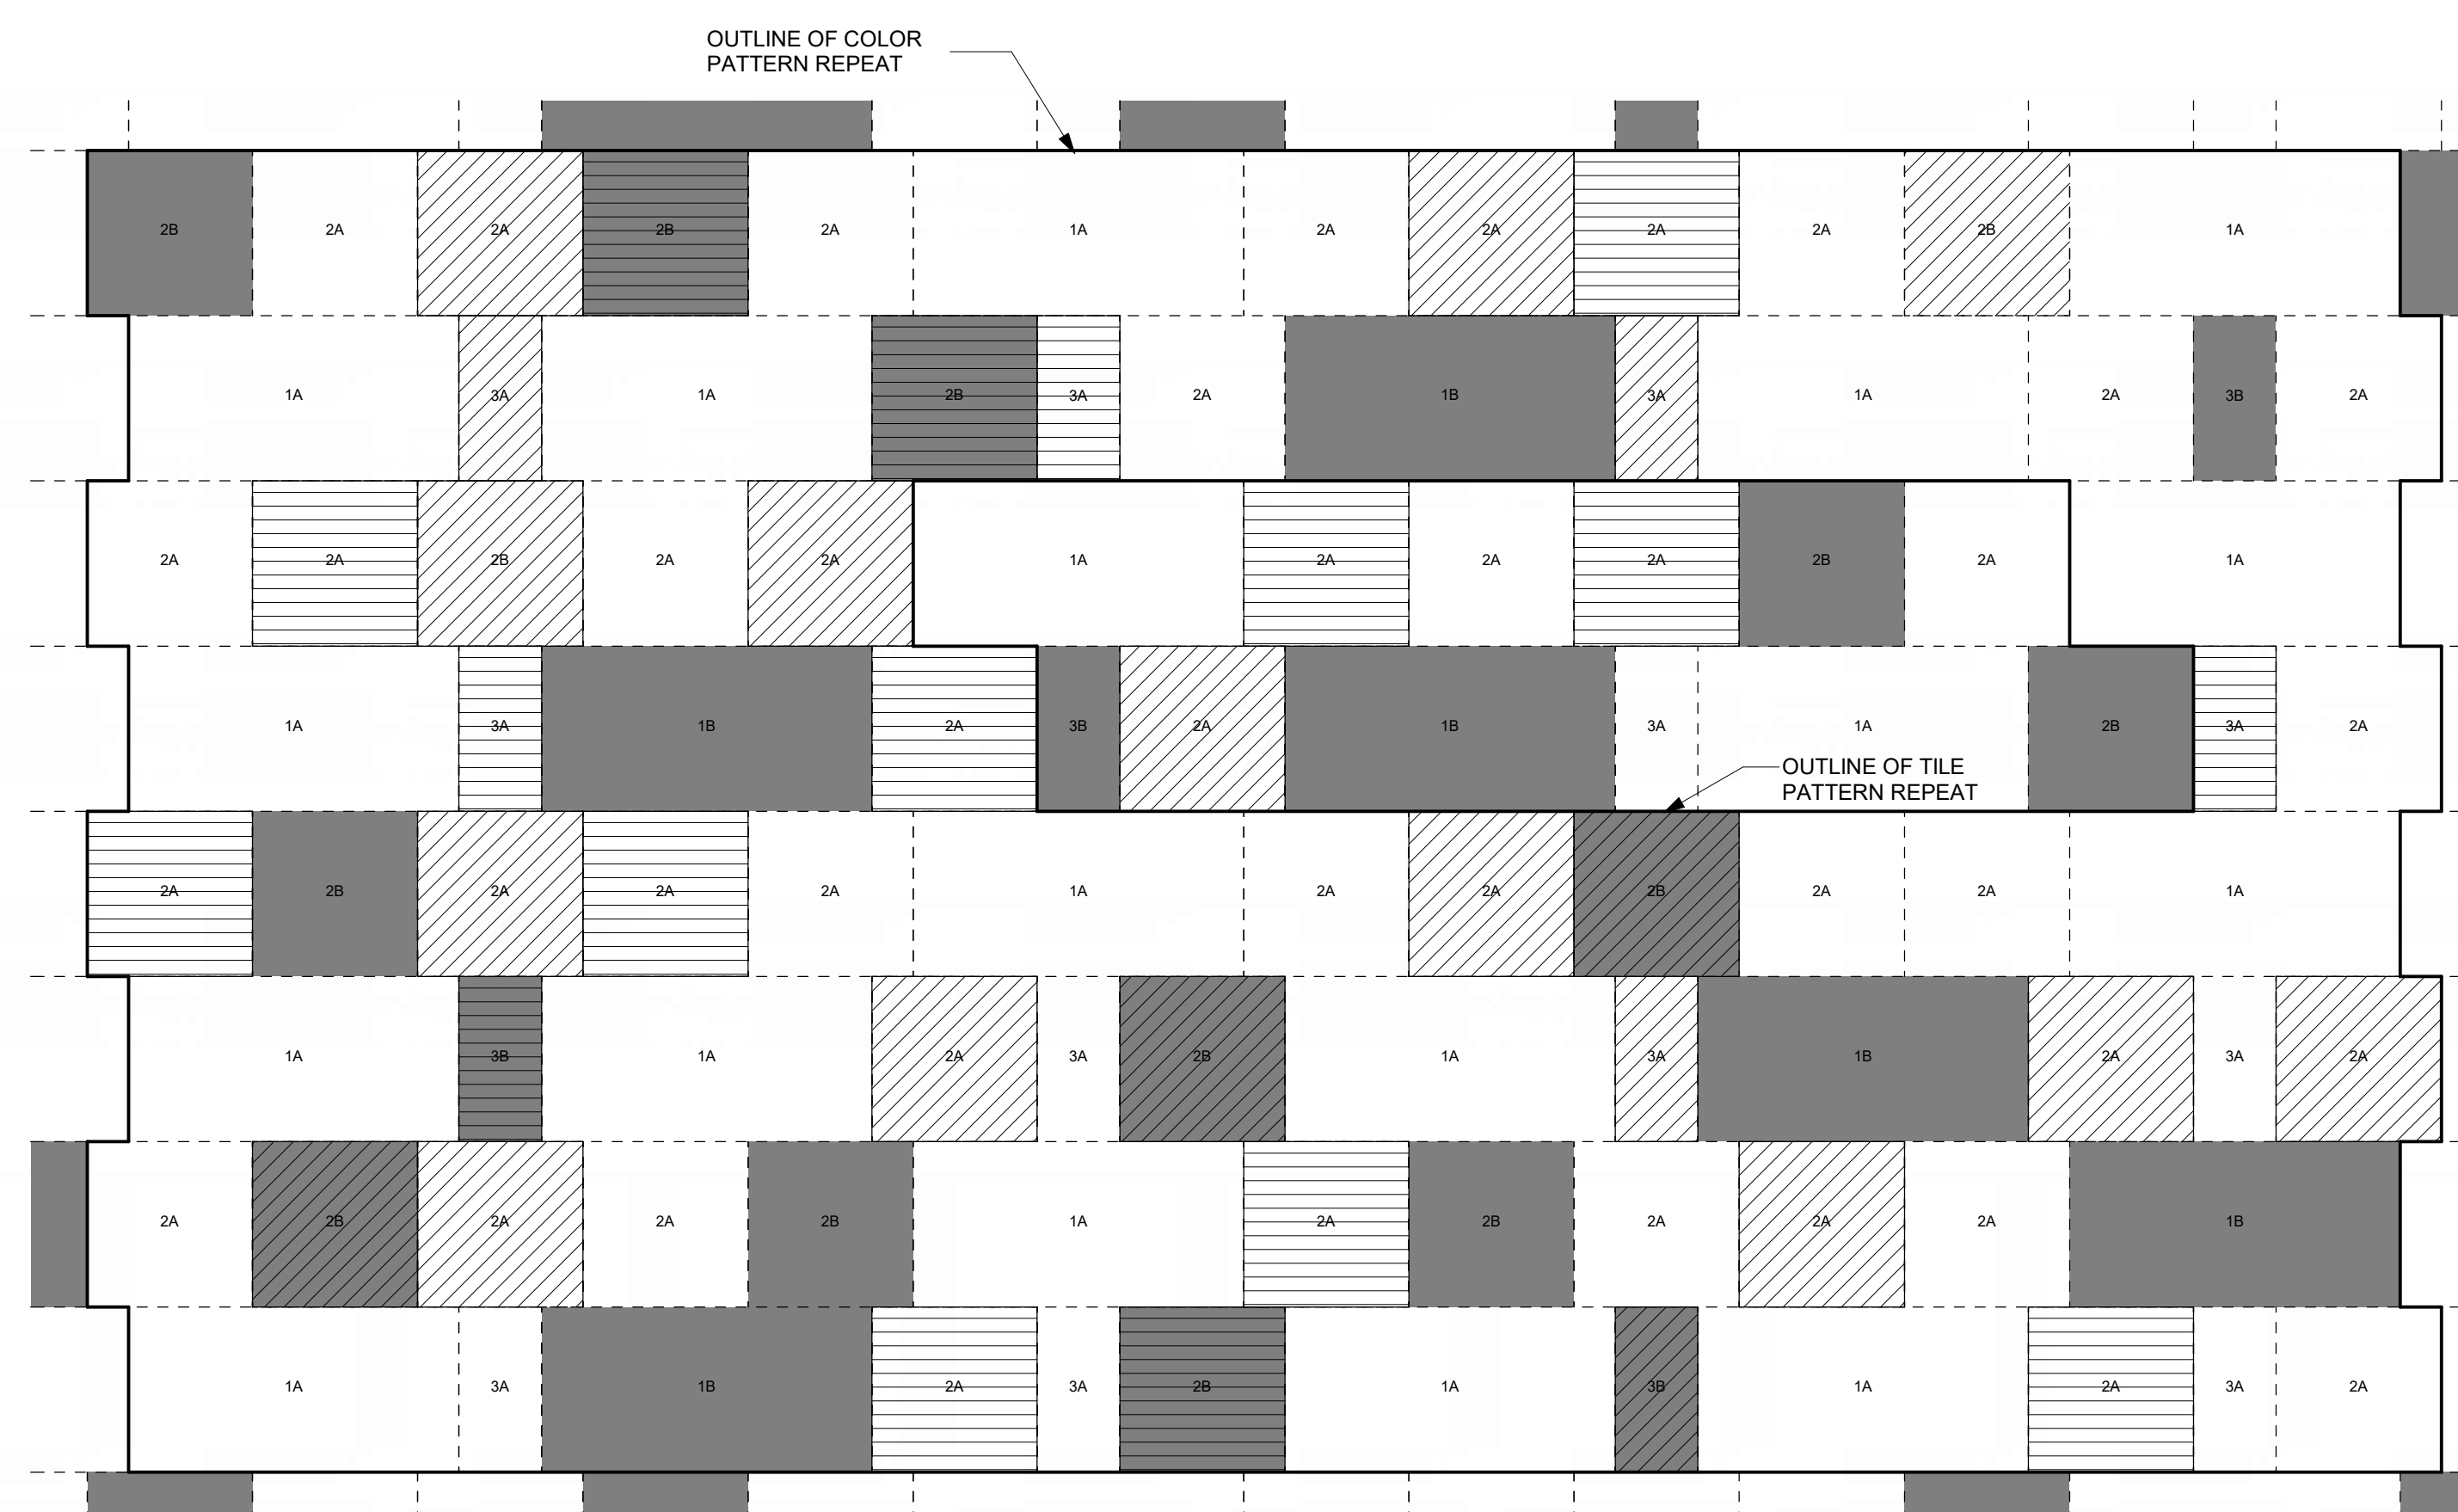 OUTLINE OF COLOR
PATTERN REPEAT
2B 2A 2A 2B 2A 1A 2A 2A 2A 2A 2B 1A
1A 3A 1A 2B 3A 2A 1B 3A 1A 2A 3B 2A
2A 2A 2B 2A 2A 1A 2A 2A 2A 2B 2A 1A
1A 3A 1B 2A 3B 2A 1B 3A 1A 2B 3A 2A
OUTLINE OF TILE
PATTERN REPEAT
2A 2B 2A 2A 2A 1A 2A 2A 2B 2A 2A 1A
1A 3B 1A 2A 3A 2B 1A 3A 1B 2A 3A 2A
2A 2B 2A 2A 2B 1A 2A 2B 2A 2A 2A 1B
1A 3A 1B 2A 3A 2B 1A 3B 1A 2A 3A 2A